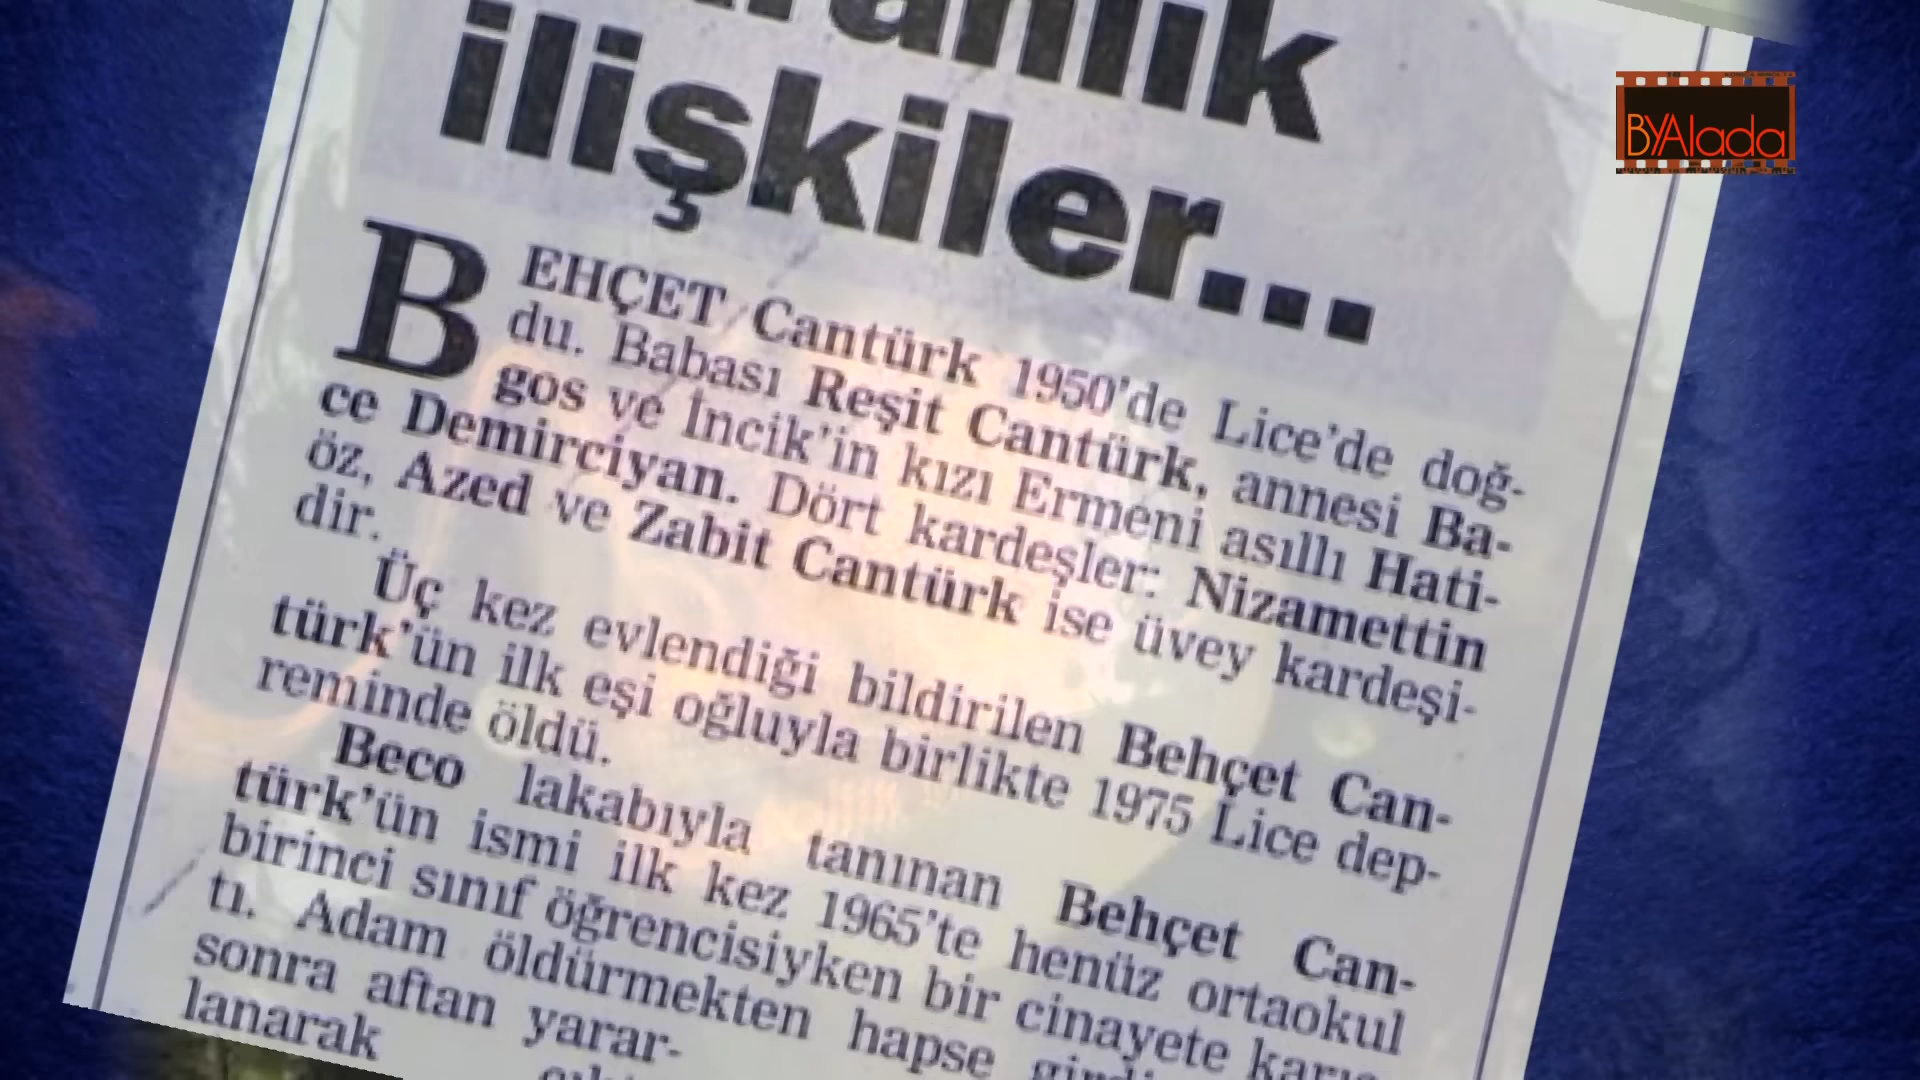 ilişkiler...
BYAlada
BEHÇET Cantürk 1950'de Lice'de doğ-
du. Babası Reşit Cantürk, annesi Ba-
gos ve İncik'in kızı Ermeni asıllı Hati-
ce Demirciyan. Dört kardeşler: Nizamettin
öz, Azed ve Zabit Cantürk ise üvey kardeşi-
dir.
Üç kez evlendiği bildirilen Behçet Can-
türk'ün ilk eşi oğluyla birlikte 1975 Lice dep-
reminde öldü.
Beco lakabıyla tanınan Behçet Can-
türk'ün ismi ilk kez 1965'te henüz ortaokul
birinci sınıf öğrencisiyken bir cinayete
tı. Adam öldürmekten hapse
sonra aftan yarar-
lanarak